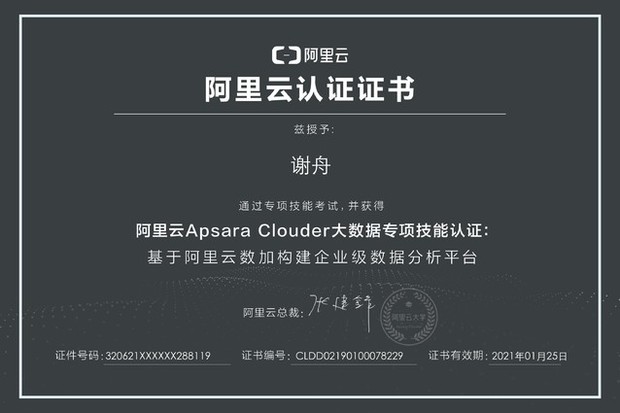 阿里云
阿里云认证证书
兹授予:
谢舟
通过专项技能考试,并获得
阿里云Apsara Clouder大数据专项技能认证:
基于阿里云数加构建企业级数据分析平台
阿里云总裁:
阿里云大学
证件号码: 320621XXXXXX288119 证书编号: CLDD02190100078229 证书有效期: 2021年01月25日